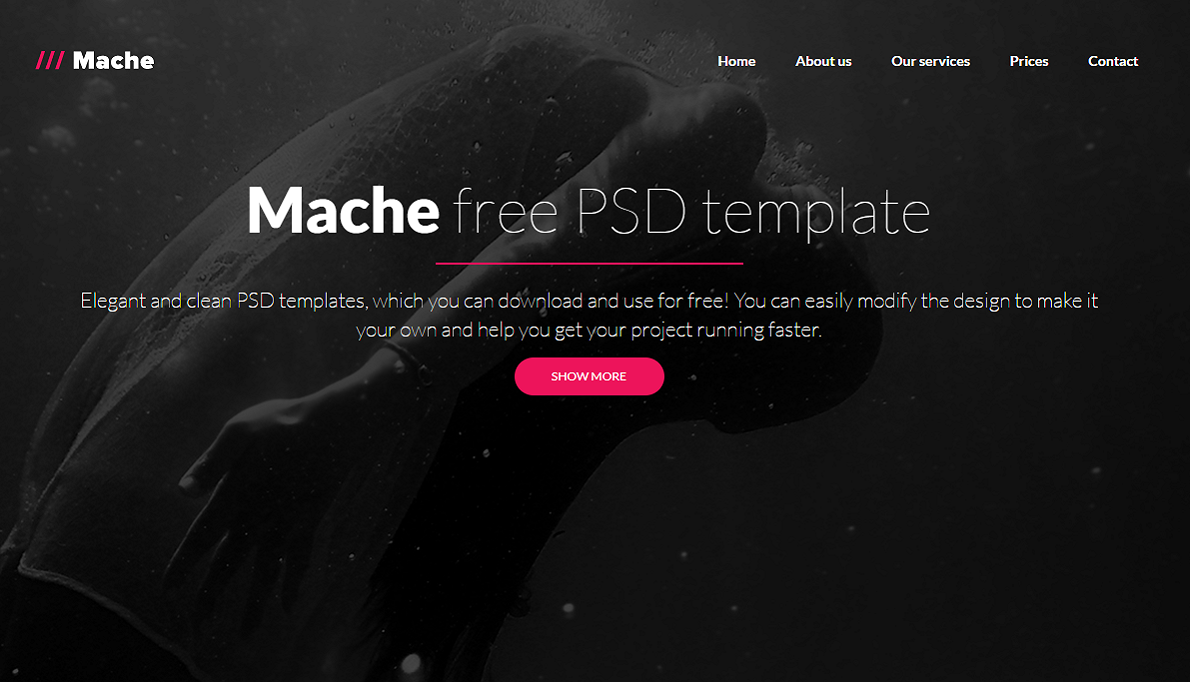 /// Mache
Home About us Our services Prices Contact
Mache free PSD template
Elegant and clean PSD templates, which you can download and use for free! You can easily modify the design to make it
your own and help you get your project running faster.
SHOW MORE